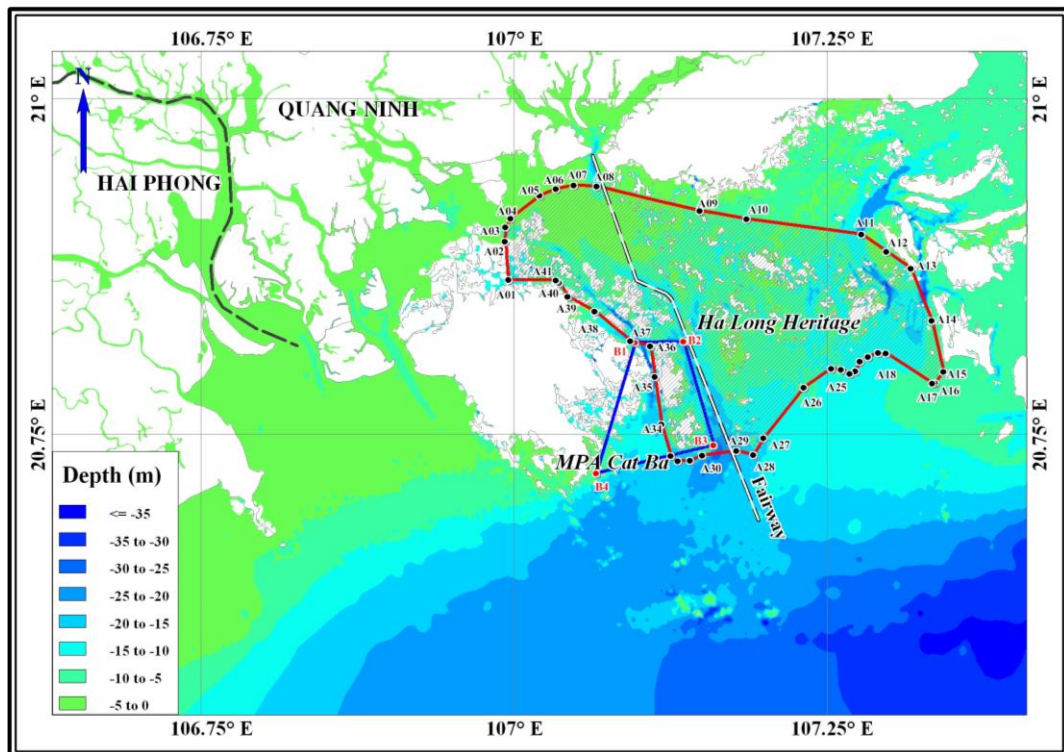 106.75° E
107° E
107.25° E
21° E
21° E
N
QUANG NINH
HAI PHONG
A08
A07
A06
A05
A04
A03
A02
A01
A09
A10
A11
A12
A13
A14
A15
A16
A17
A18
A41
A40
A39
A38
A37
B1
B2
A36
A35
A34
Ha Long Heritage
A25
A26
A27
A28
A29
A30
B3
B4
MPA Cat Ba
Fairway
20.75° E
20.75° E
Depth (m)
<= -35
-35 to -30
-30 to -25
-25 to -20
-20 to -15
-15 to -10
-10 to -5
-5 to 0
106.75° E
107° E
107.25° E